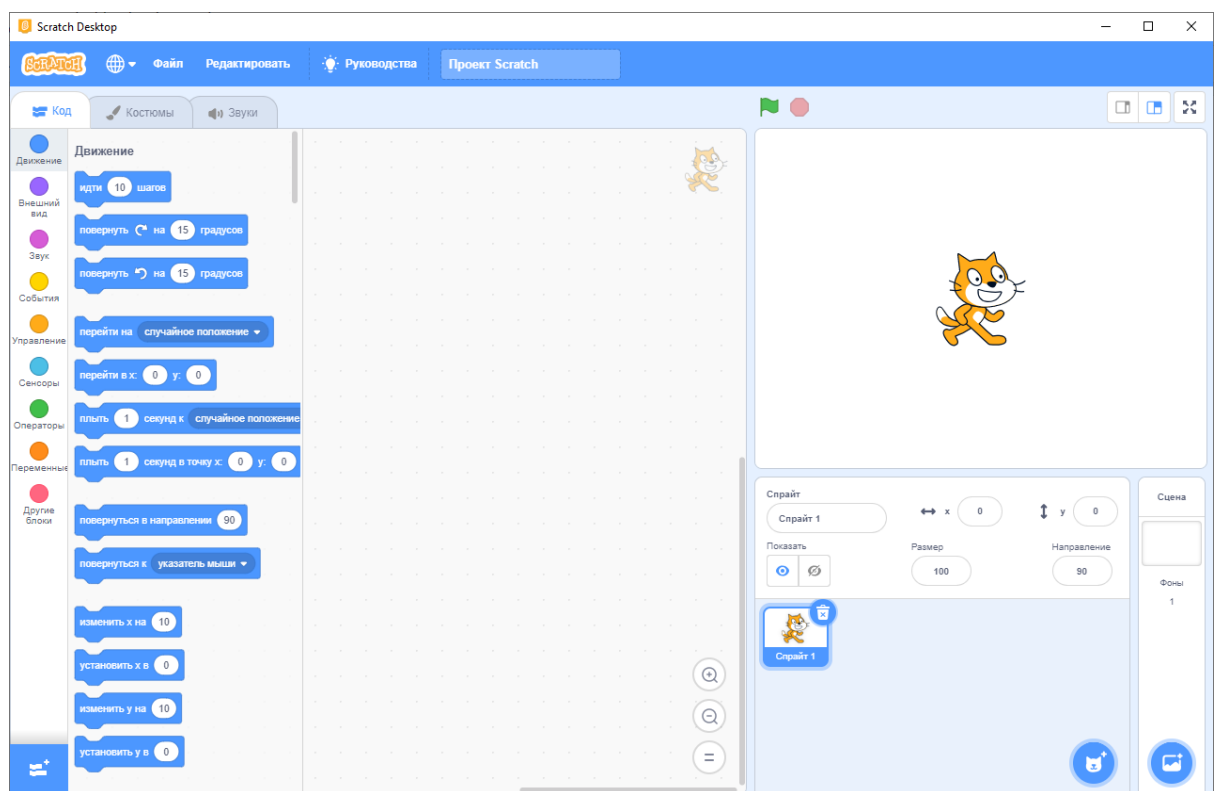 Scratch Desktop
SCRATCH Файл Редактировать Руководства Проект Scratch
Код Костюмы Звуки
Движение
Внешний
вид
Звук
События
Управление
Сенсоры
Операторы
Переменные
Другие
блоки
Движение
идти 10 шагов
повернуть на 15 градусов
повернуть на 15 градусов
перейти на случайное положение
перейти в x: 0 y: 0
плыть 1 секунд к случайное положение
плыть 1 секунд в точку x: 0 y: 0
повернуться в направлении 90
повернуться к указатель мыши
изменить x на 10
установить x в 0
изменить y на 10
установить y в 0
Спрайт
Спрайт 1
x 0
y 0
Показать
Размер
100
Направление
90
Спрайт 1
Сцена
Фоны
1